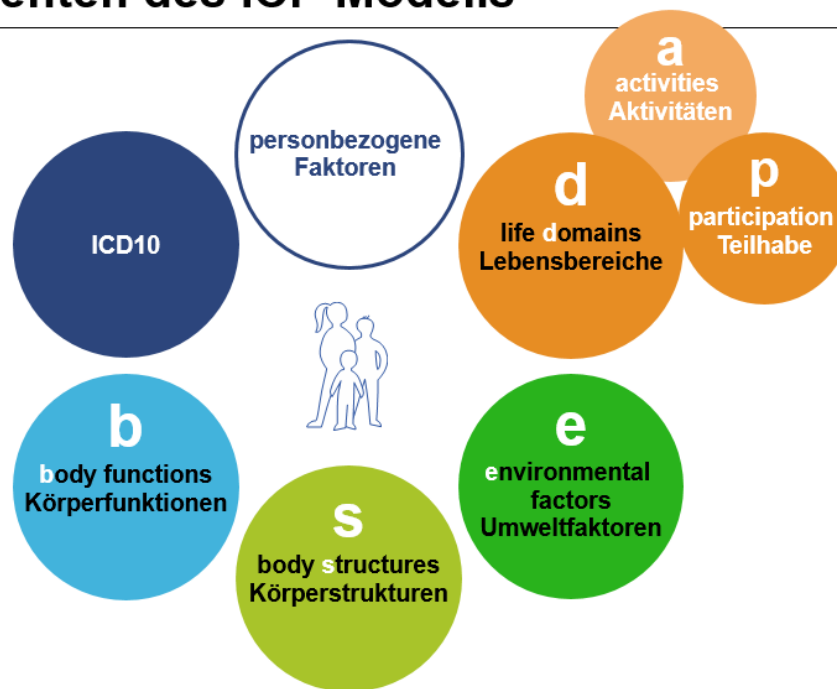 des ICF-Modells
a
activities
Aktivitäten
personbezogene
Faktoren
d
life domains
Lebensbereiche
p
participation
Teilhabe
ICD10
b
body functions
Körperfunktionen
e
environmental
factors
Umweltfaktoren
s
body structures
Körperstrukturen